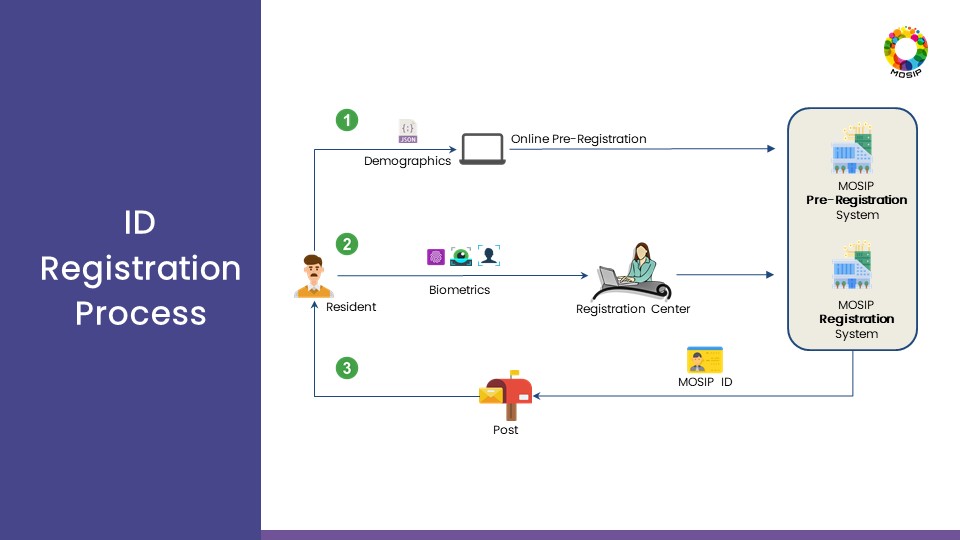 ID
Registration
Process
MOSIP
1
{;}
JSON
Demographics
Online Pre-Registration
MOSIP
Pre-Registration
System
2
Biometrics
Resident
Registration Center
MOSIP
Registration
System
3
MOSIP ID
Post